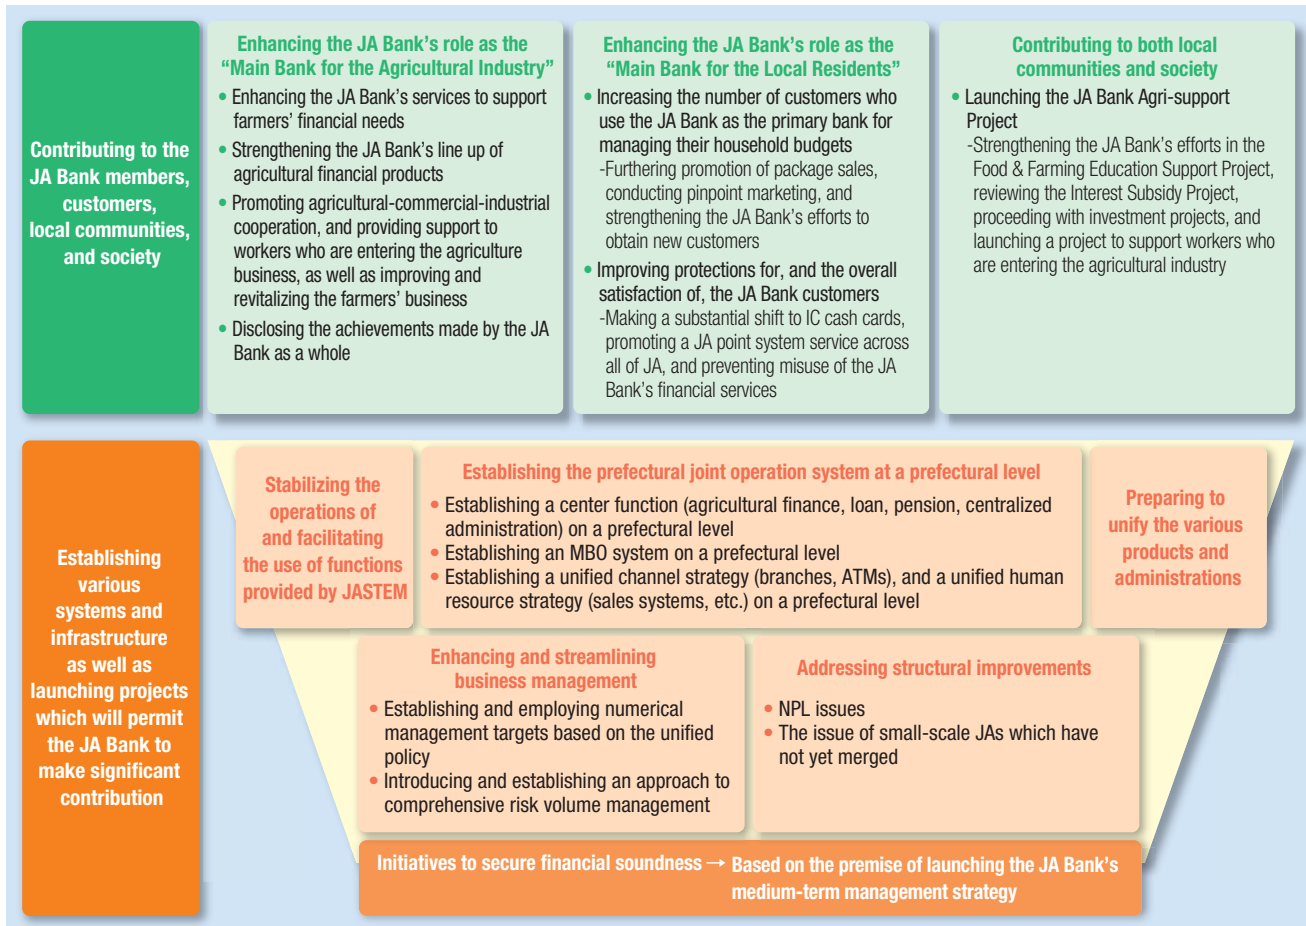 Contributing to the
JA Bank members,
customers,
local communities,
and society
Enhancing the JA Bank's role as the
"Main Bank for the Agricultural Industry"
• Enhancing the JA Bank's services to support
farmers' financial needs
• Strengthening the JA Bank's line up of
agricultural financial products
• Promoting agricultural-commercial-industrial
cooperation, and providing support to
workers who are entering the agriculture
business, as well as improving and
revitalizing the farmers' business
• Disclosing the achievements made by the JA
Bank as a whole
Enhancing the JA Bank's role as the
"Main Bank for the Local Residents"
• Increasing the number of customers who
use the JA Bank as the primary bank for
managing their household budgets
-Furthering promotion of package sales,
conducting pinpoint marketing, and
strengthening the JA Bank's efforts to
obtain new customers
• Improving protections for, and the overall
satisfaction of, the JA Bank customers
-Making a substantial shift to IC cash cards,
promoting a JA point system service across
all of JA, and preventing misuse of the JA
Bank's financial services
Contributing to both local
communities and society
• Launching the JA Bank Agri-support
Project
-Strengthening the JA Bank's efforts in the
Food & Farming Education Support Project,
reviewing the Interest Subsidy Project,
proceeding with investment projects, and
launching a project to support workers who
are entering the agricultural industry
Establishing
various
systems and
infrastructure
as well as
launching projects
which will permit
the JA Bank to
make significant
contribution
Stabilizing the
operations of
and facilitating
the use of functions
provided by JASTEM
Establishing the prefectural joint operation system at a prefectural level
• Establishing a center function (agricultural finance, loan, pension, centralized
administration) on a prefectural level
• Establishing an MBO system on a prefectural level
• Establishing a unified channel strategy (branches, ATMs), and a unified human
resource strategy (sales systems, etc.) on a prefectural level
Preparing to
unify the various
products and
administrations
Enhancing and streamlining
business management
• Establishing and employing numerical
management targets based on the unified
policy
• Introducing and establishing an approach to
comprehensive risk volume management
Addressing structural improvements
• NPL issues
• The issue of small-scale JAs which have
not yet merged
Initiatives to secure financial soundness → Based on the premise of launching the JA Bank's
medium-term management strategy